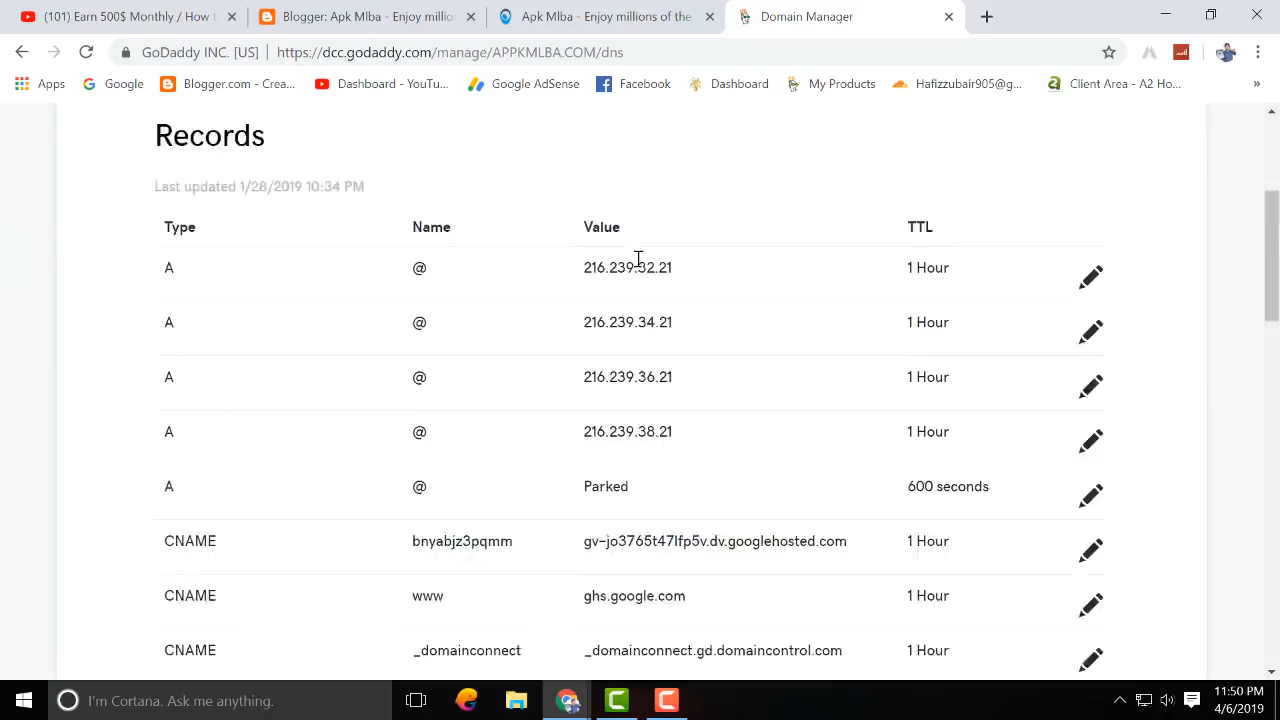 (101) Earn 500$ Monthly / How t
Blogger: Apk Mlba - Enjoy millio
Apk Mlba - Enjoy millions of the
Domain Manager
GoDaddy INC. [US] https://dcc.godaddy.com/manage/APPKMLBA.COM/dns
Apps Google Blogger.com - Crea... Dashboard - YouTu... Google AdSense Facebook Dashboard My Products Hafizzubair905@g... Client Area - A2 Ho... »
Records
Last updated 1/28/2019 10:34 PM
Type Name Value TTL
A @ 216.239.32.21 1 Hour
A @ 216.239.34.21 1 Hour
A @ 216.239.36.21 1 Hour
A @ 216.239.38.21 1 Hour
A @ Parked 600 seconds
CNAME bnyabjz3pqmm gv-jo3765t47lfp5v.dv.googlehosted.com 1 Hour
CNAME www ghs.google.com 1 Hour
CNAME _domainconnect _domainconnect.gd.domaincontrol.com 1 Hour
I'm Cortana. Ask me anything.
11:50 PM
4/6/2019